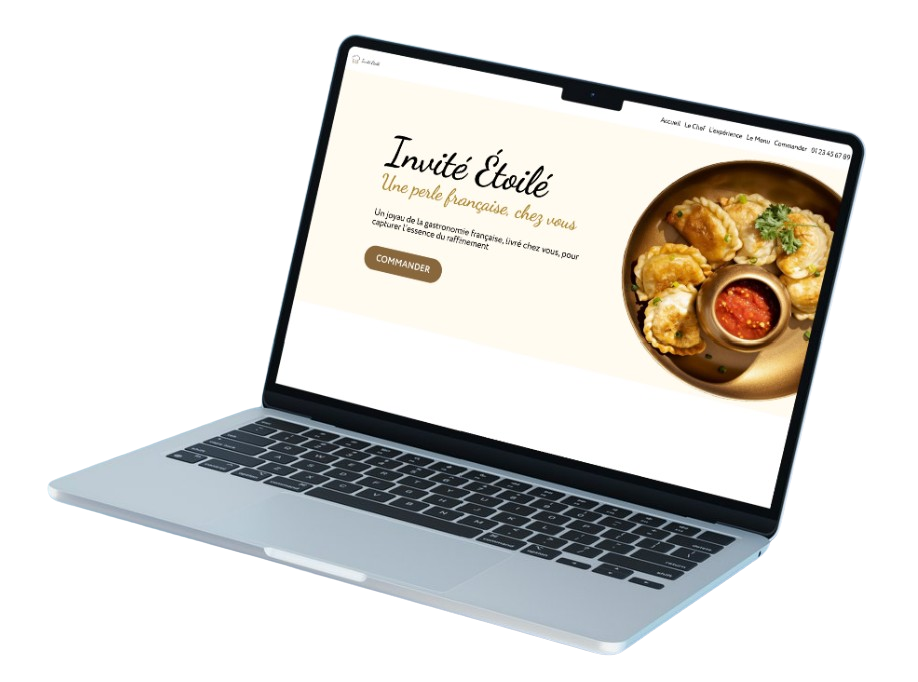 Invité Étoilé
Accueil Le Chef L'expérience Le Menu Commander 01 23 45 67 89
Invité Étoilé
Une perle française, chez vous
Un joyau de la gastronomie française, livré chez vous, pour
capturer l'essence du raffinement
COMMANDER